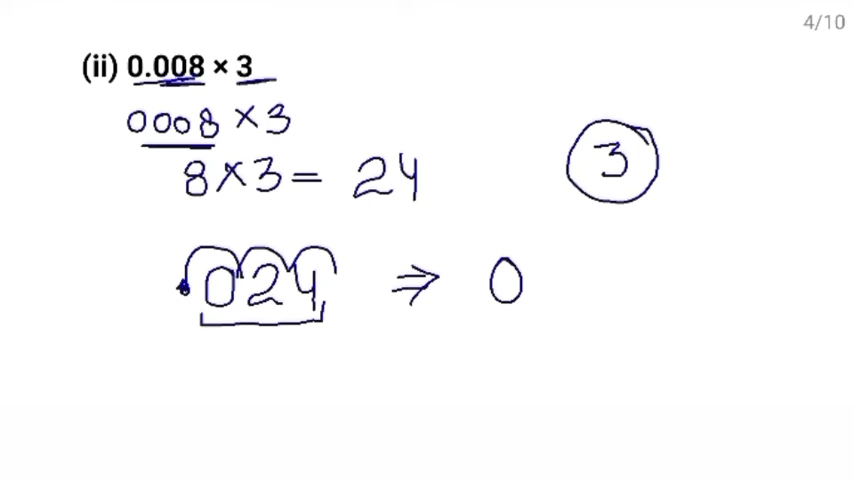 4/10
(ii) 0.008 × 3
0008 × 3
3
8 × 3 = 24
.024 ⇒ 0